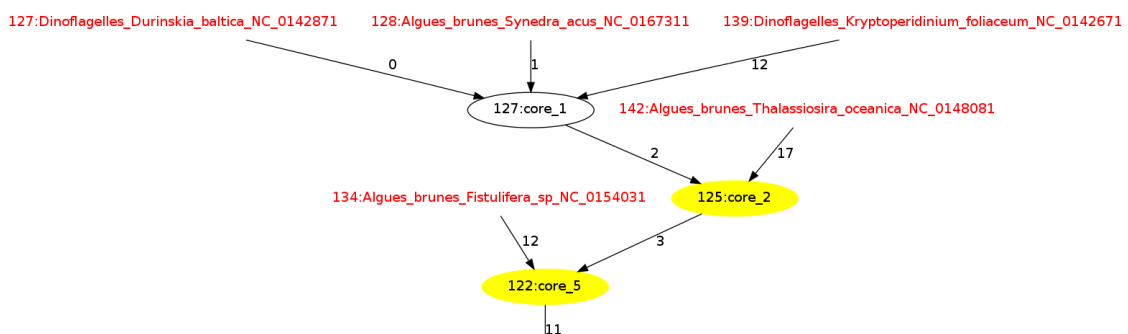 127:Dinoflagelles_Durinskia_baltica_NC_0142871 128:Algues_brunes_Synedra_acus_NC_0167311 139:Dinoflagelles_Kryptoperidinium_foliaceum_NC_0142671
0 1 12
127:core_1 142:Algues_brunes_Thalassiosira_oceanica_NC_0148081
2 17
134:Algues_brunes_Fistulifera_sp_NC_0154031 125:core_2
12 3
122:core_5
11